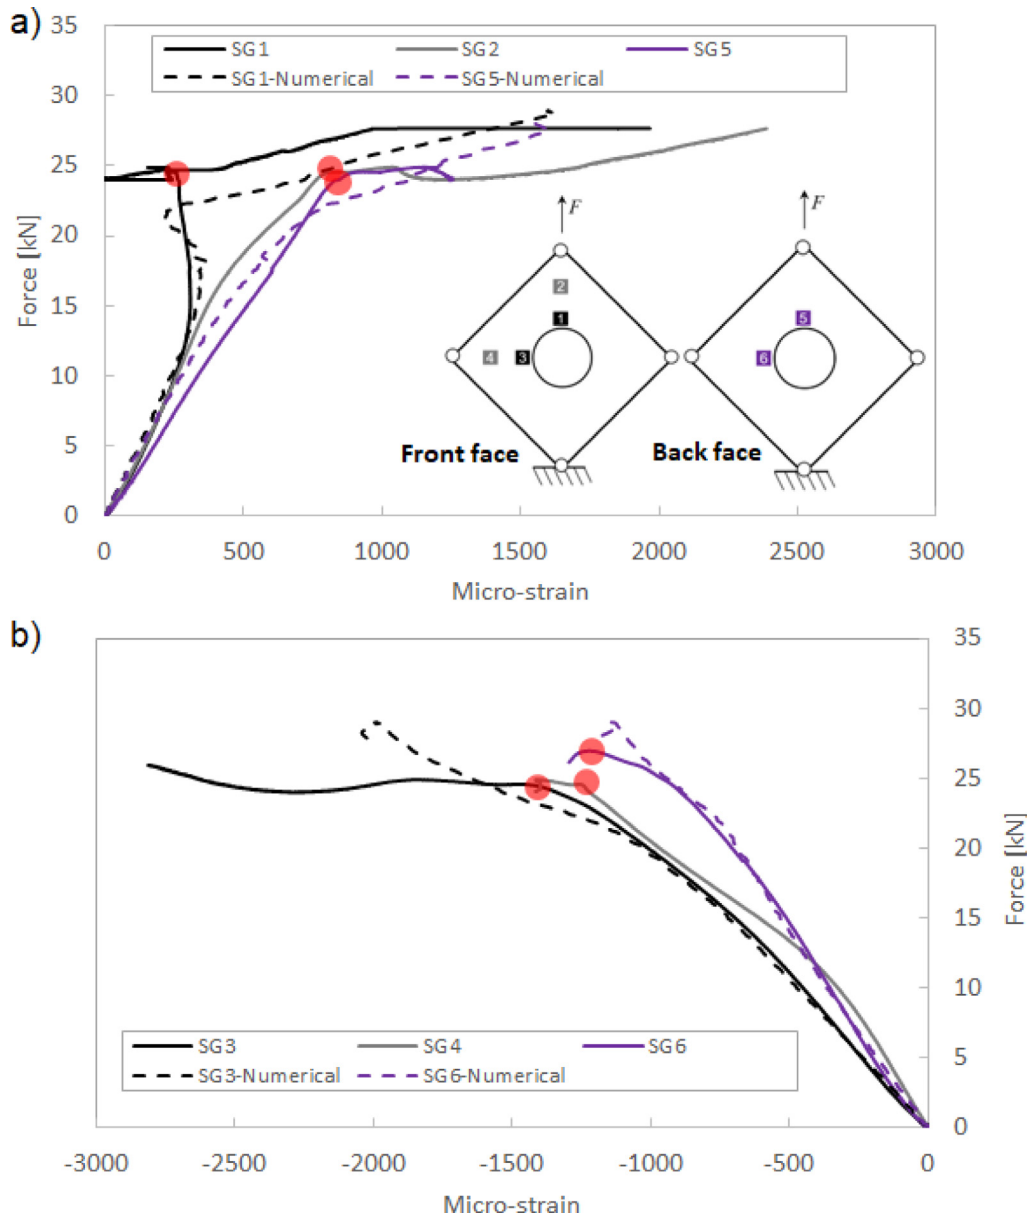 a)
35
SG1 SG2 SG5
SG1-Numerical SG5-Numerical
30
25
20
15
10
5
0
Force [kN]
F F
2
1 5
4 3 6
Front face Back face
0 500 1000 1500 2000 2500 3000
Micro-strain
b)
35
30
25
20
15
10
5
0
Force [kN]
SG3 SG4 SG6
SG3-Numerical SG6-Numerical
-3000 -2500 -2000 -1500 -1000 -500 0
Micro-strain